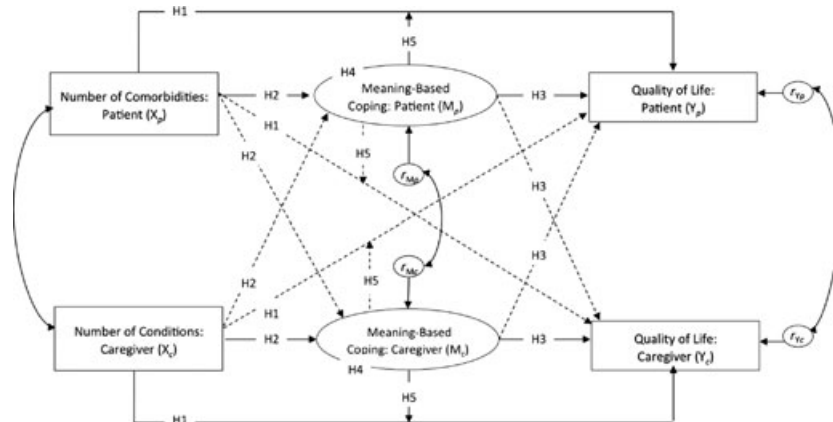 H1
H5
H4
Number of Comorbidities:
Patient (Xp)
H2
Meaning-Based
Coping: Patient (Mp)
H3
Quality of Life:
Patient (Yp)
rYp
H1
H5
H2
H3
rMp
rMc
H3
H2
H5
H1
Number of Conditions:
Caregiver (Xc)
H2
Meaning-Based
Coping: Caregiver (Mc)
H3
Quality of Life:
Caregiver (Yc)
rYc
H4
H5
H1